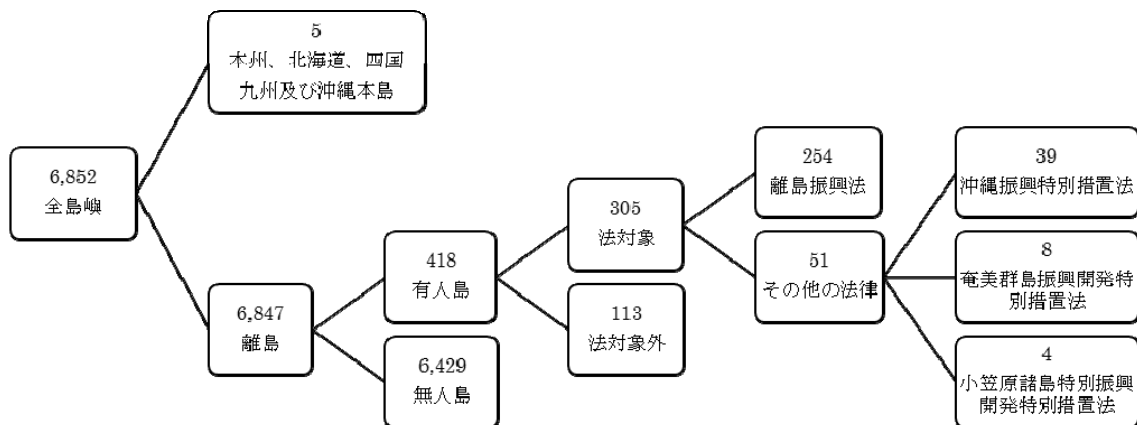 5
本州、北海道、四国
九州及び沖縄本島
6,852
全島嶼
6,847
離島
418
有人島
6,429
無人島
305
法対象
113
法対象外
254
離島振興法
51
その他の法律
39
沖縄振興特別措置法
8
奄美群島振興開発特
別措置法
4
小笠原諸島特別振興
開発特別措置法